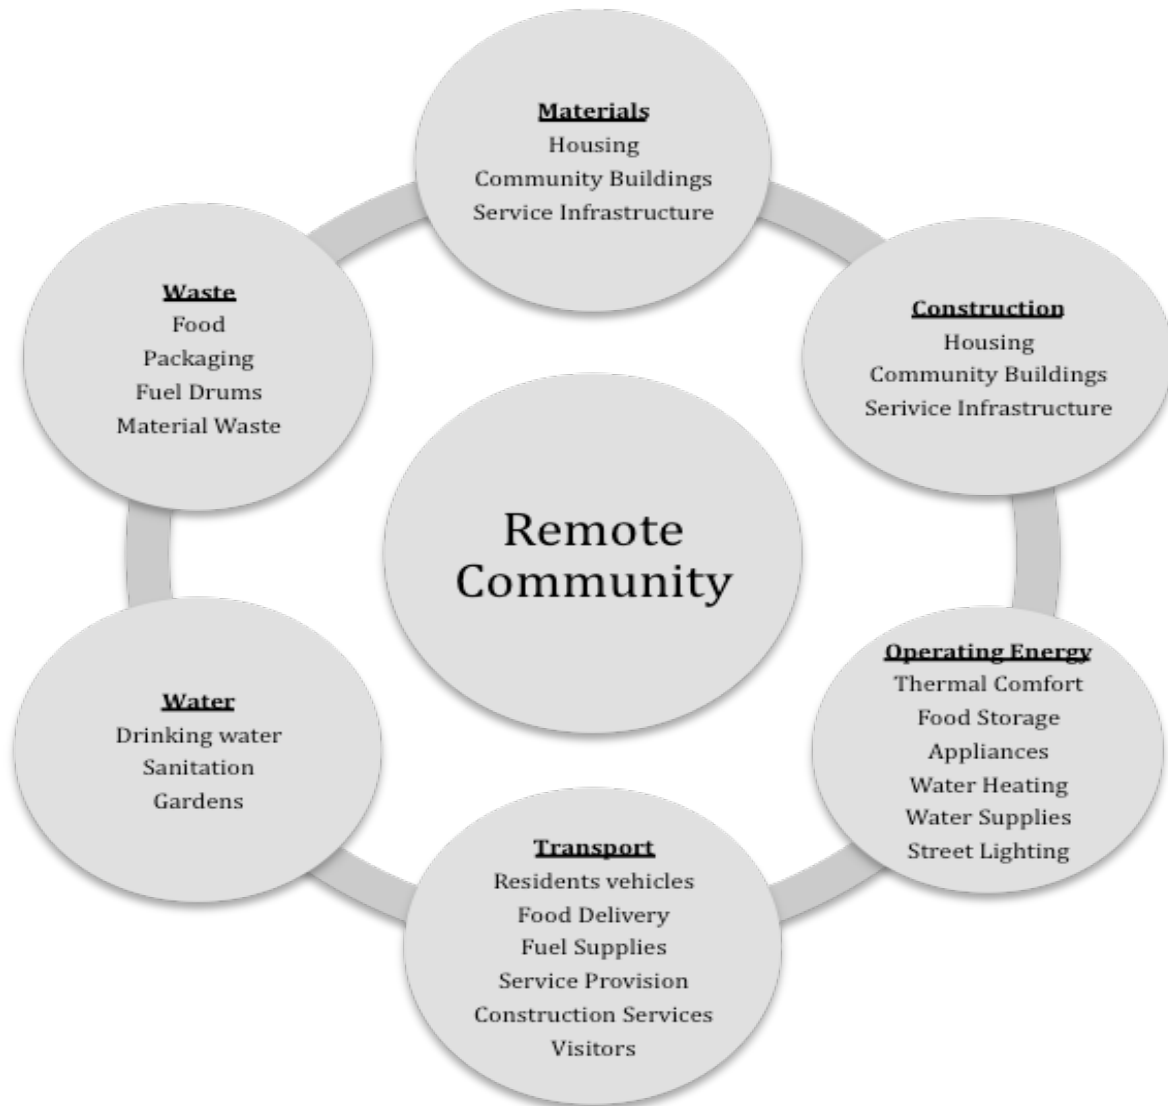 Materials
Housing
Community Buildings
Service Infrastructure
Construction
Housing
Community Buildings
Serivice Infrastructure
Operating Energy
Thermal Comfort
Food Storage
Appliances
Water Heating
Water Supplies
Street Lighting
Transport
Residents vehicles
Food Delivery
Fuel Supplies
Service Provision
Construction Services
Visitors
Water
Drinking water
Sanitation
Gardens
Waste
Food
Packaging
Fuel Drums
Material Waste
Remote
Community